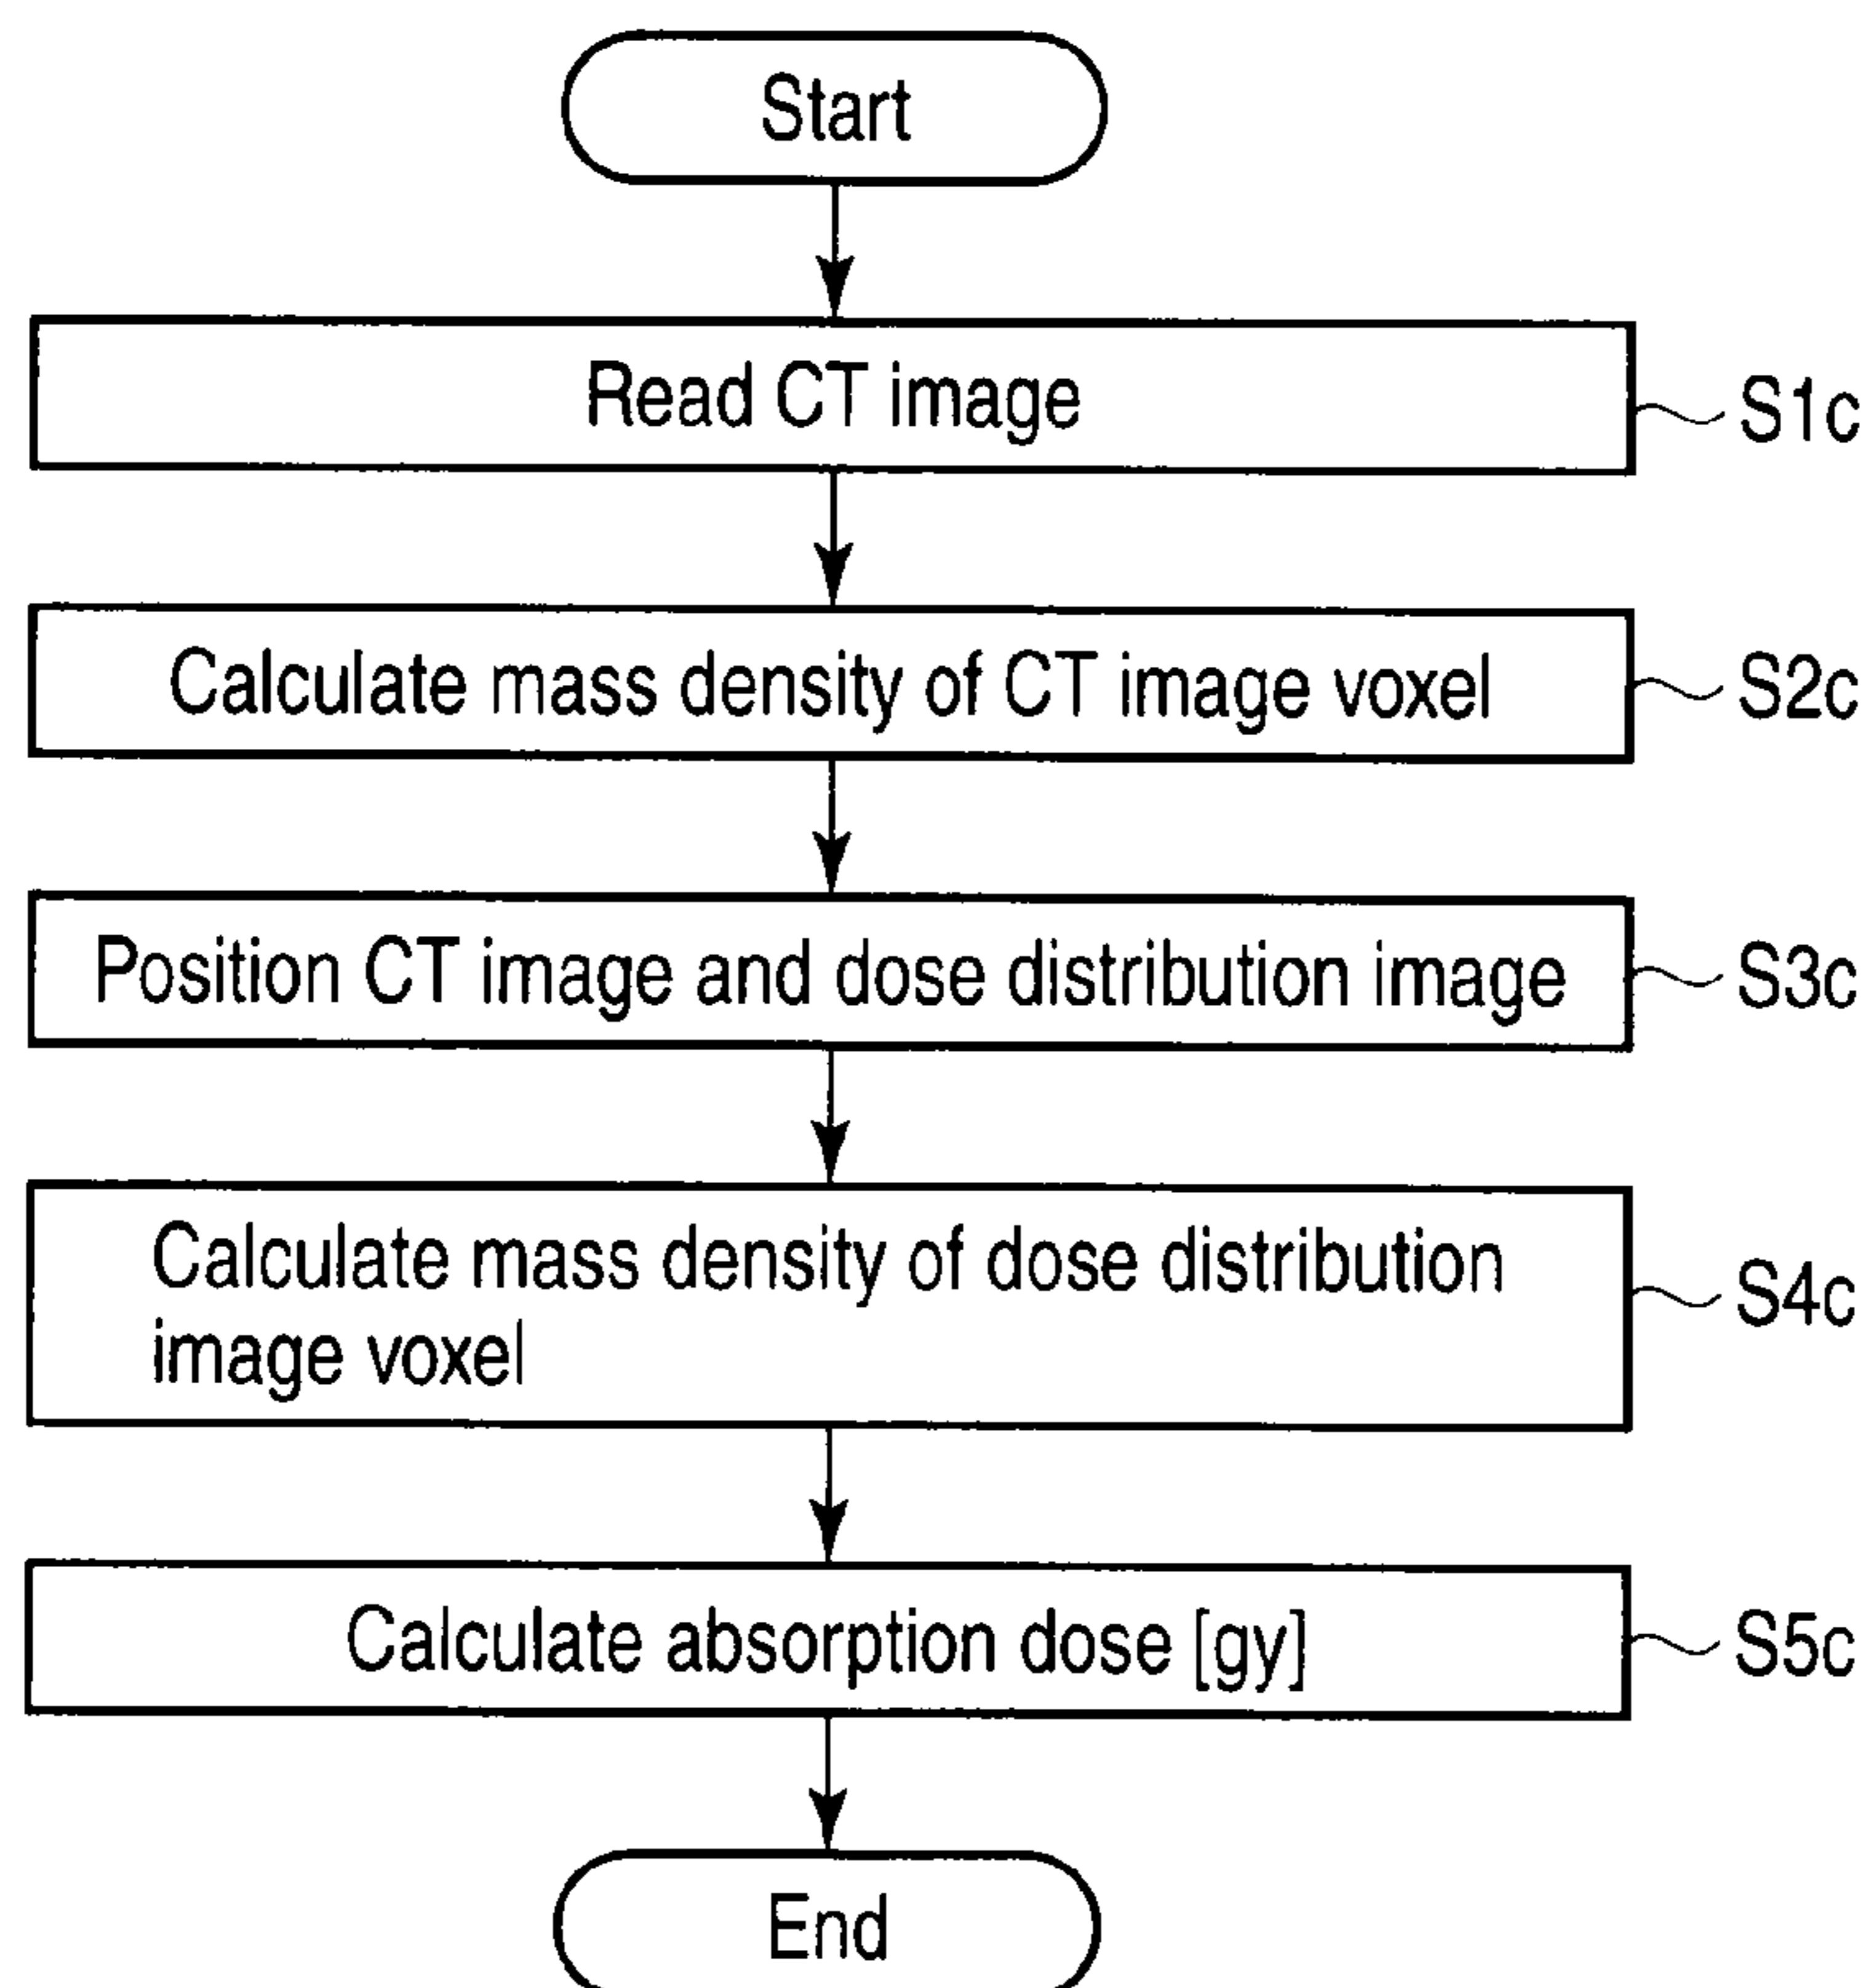 Start
Read CT image
S1c
Calculate mass density of CT image voxel
S2c
Position CT image and dose distribution image
S3c
Calculate mass density of dose distribution
image voxel
S4c
Calculate absorption dose [gy]
S5c
End